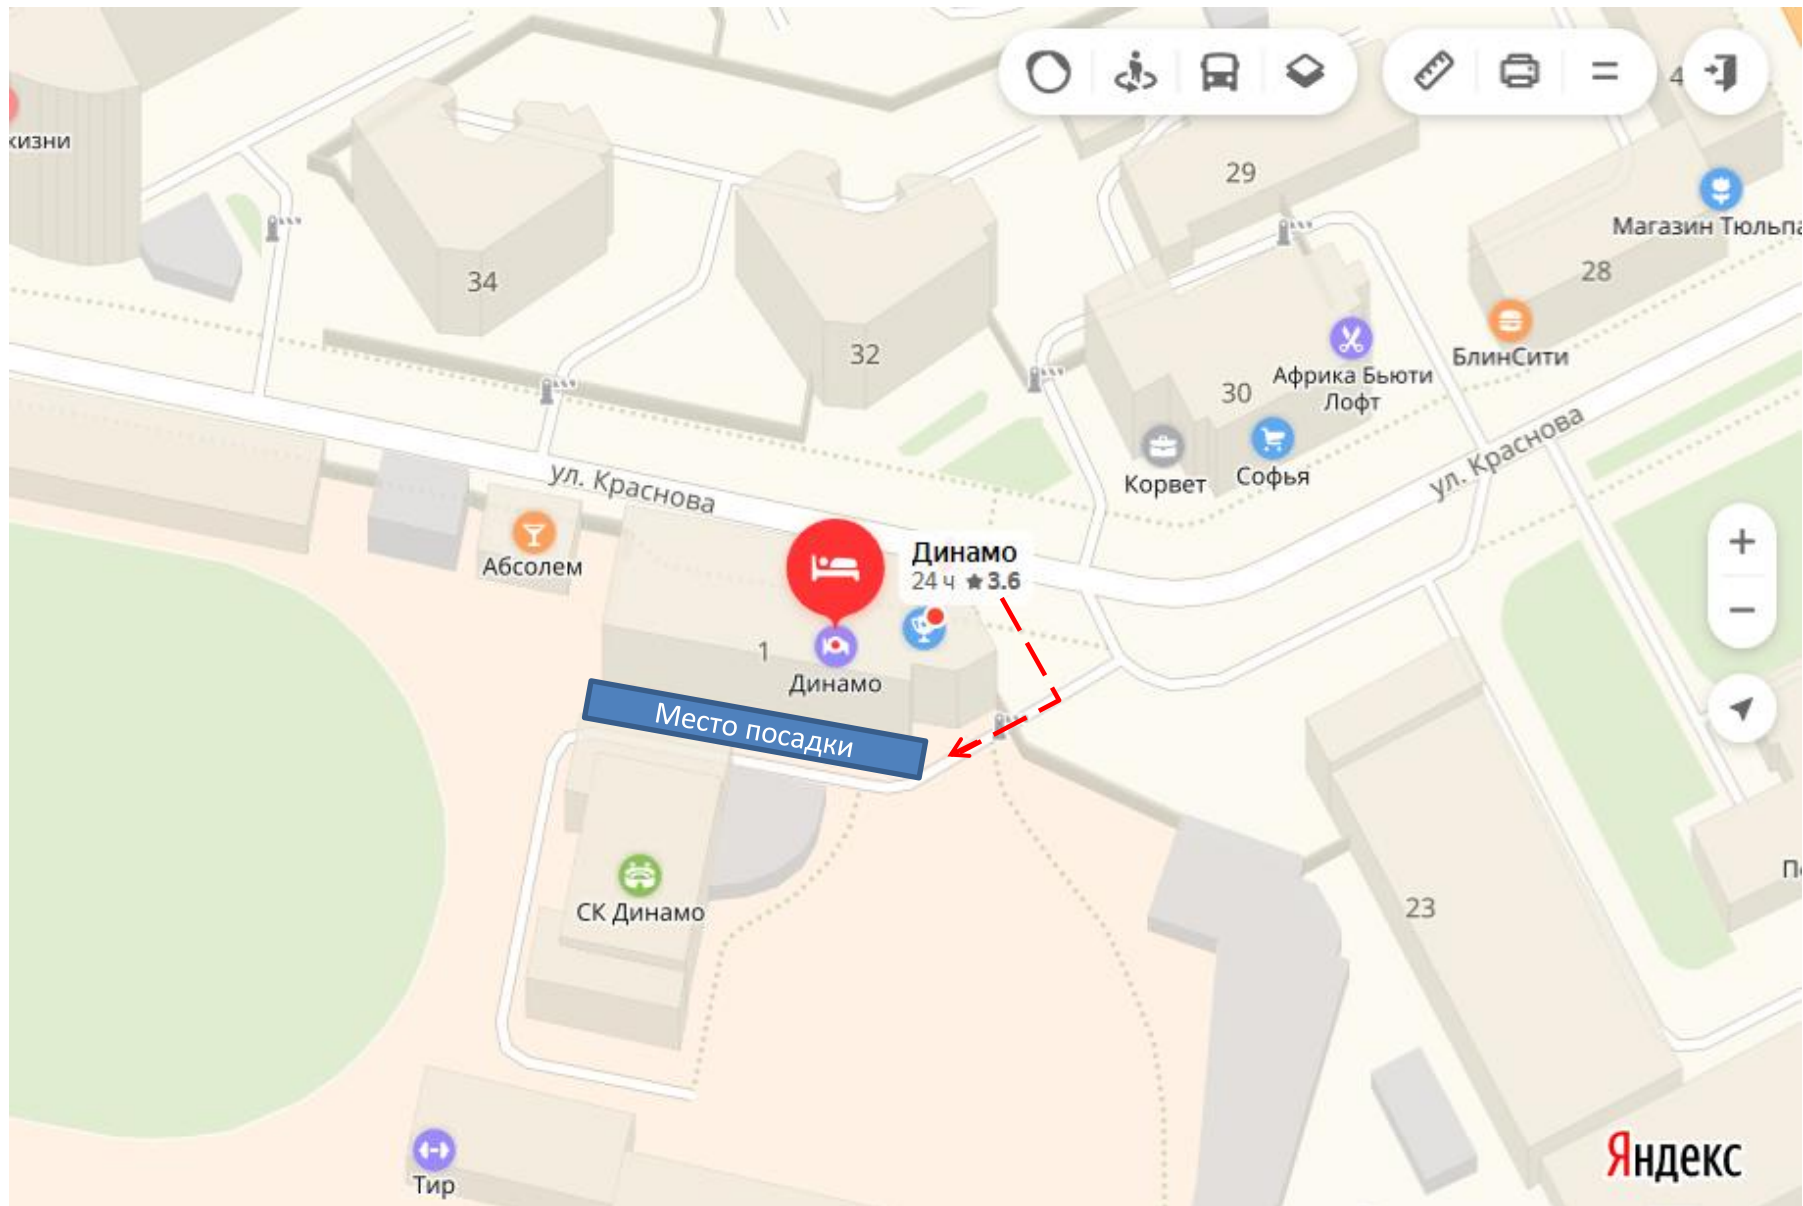 4
29
кизни
Магазин Тюльпа
28
34
32
БлинСити
Африка Бьюти
Лофт
30
ул. Краснова
Корвет
Софья
ул. Краснова
Абсолем
Динамо
24 ч ★ 3.6
1
Динамо
Место посадки
СК Динамо
23
Тир
Яндекс